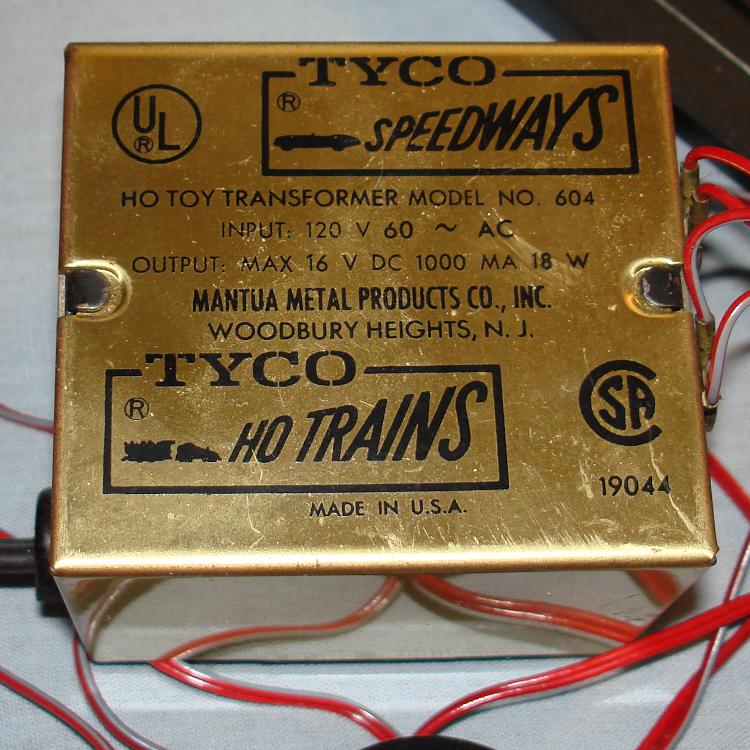 TYCO
UL
®
®
SPEEDWAYS
HO TOY TRANSFORMER MODEL NO. 604
INPUT: 120 V 60 ~ AC
OUTPUT: MAX 16 V DC 1000 MA 18 W
MANTUA METAL PRODUCTS CO., INC.
WOODBURY HEIGHTS, N. J.
TYCO
®
HO TRAINS
CSA
19044
MADE IN U.S.A.